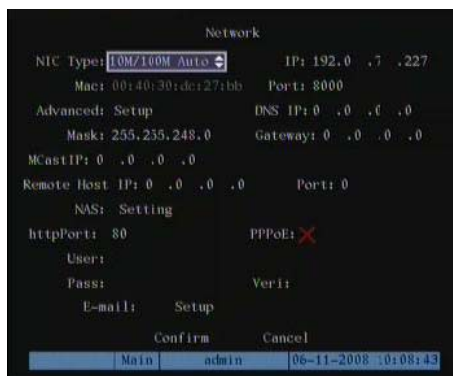 Network
NIC Type: 10M/100M Auto IP: 192.0 .7 .227
Mac: 00:40:30:dc:27:bb Port: 8000
Advanced: Setup DNS IP: 0 .0 .0 .0
Mask: 255.255.248.0 Gateway: 0 .0 .0 .0
MCastIP: 0 .0 .0 .0
Remote Host IP: 0 .0 .0 .0 Port: 0
NAS: Setting
httpPort: 80 PPPoE:
User:
Pass: Veri:
E-mail: Setup
Confirm Cancel
Main admin 06-11-2008 10:08:43